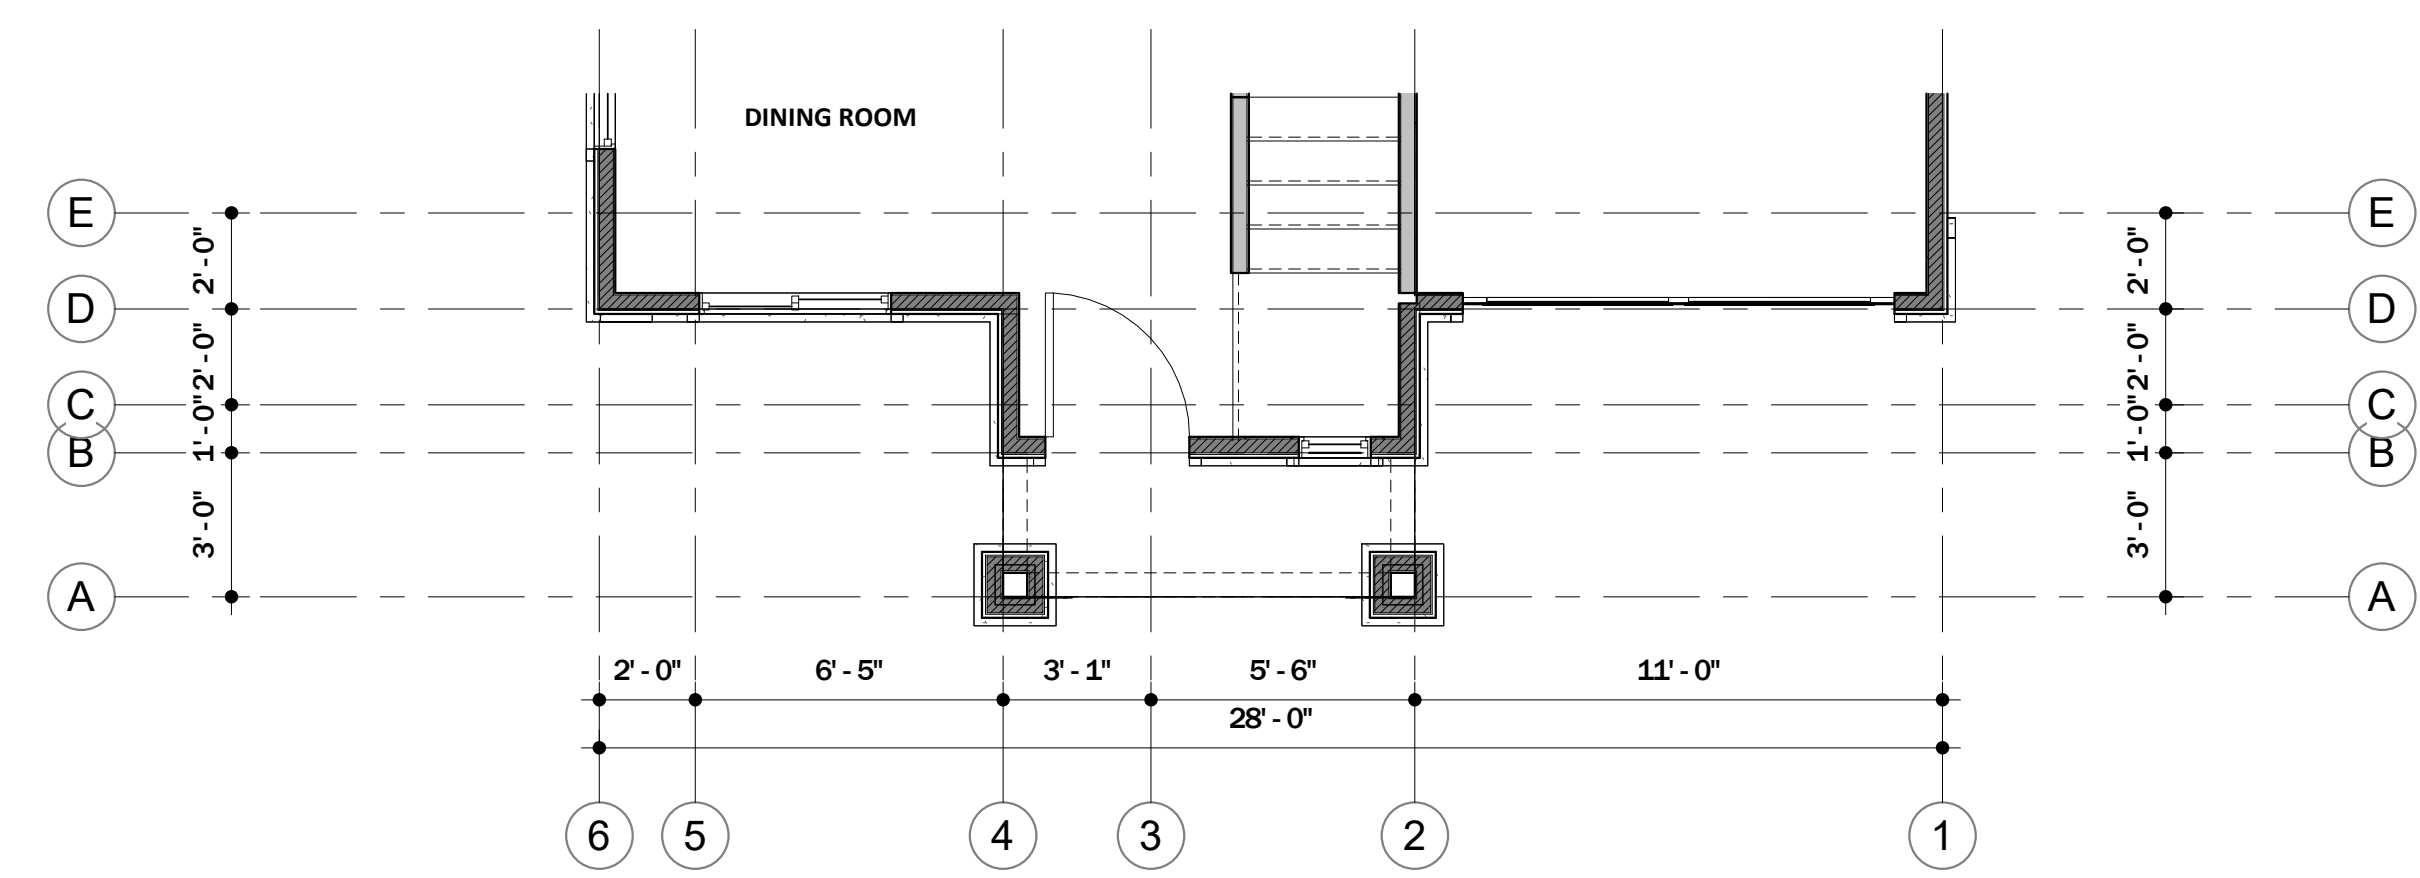 DINING ROOM
E
E
2'-0"
2'-0"
D
D
2'-0"
2'-0"
C
C
1'-0"
1'-0"
B
B
3'-0"
3'-0"
A
A
2'-0" 6'-5" 3'-1" 5'-6" 11'-0"
28'-0"
6 5 4 3 2 1